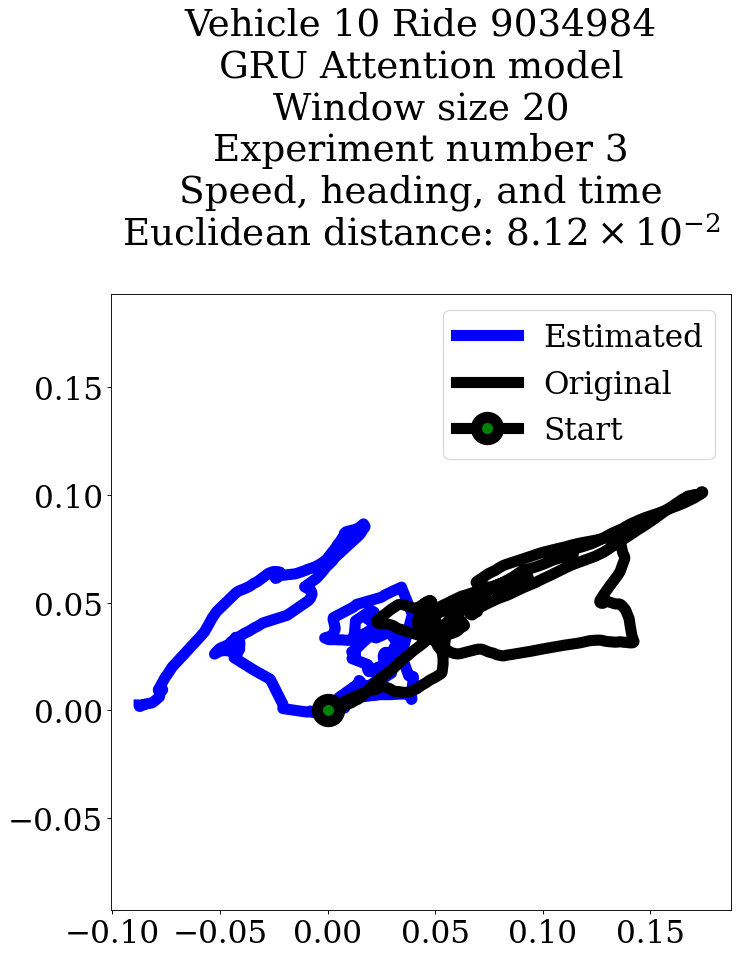 Vehicle 10 Ride 9034984
GRU Attention model
Window size 20
Experiment number 3
Speed, heading, and time
Euclidean distance: 8.12 × 10⁻²
Estimated
Original
Start
0.15
0.10
0.05
0.00
−0.05
−0.10 −0.05 0.00 0.05 0.10 0.15